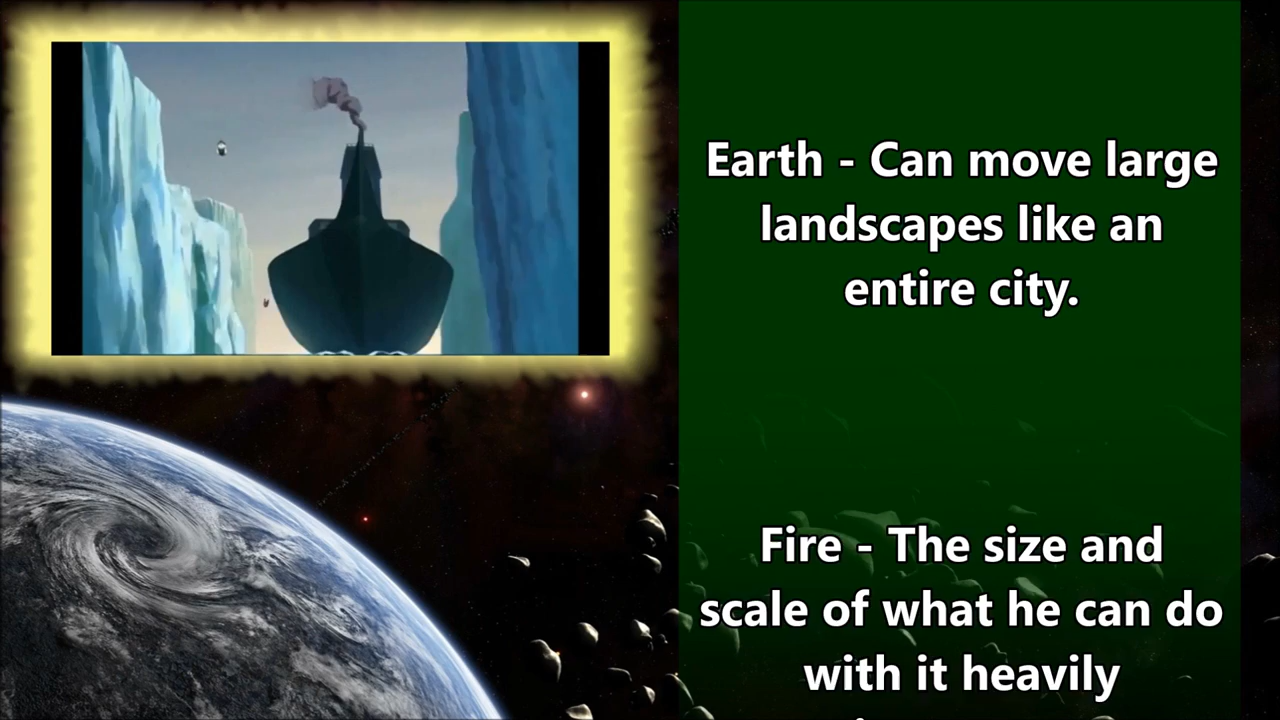 Earth - Can move large
landscapes like an
entire city.
Fire - The size and
scale of what he can do
with it heavily